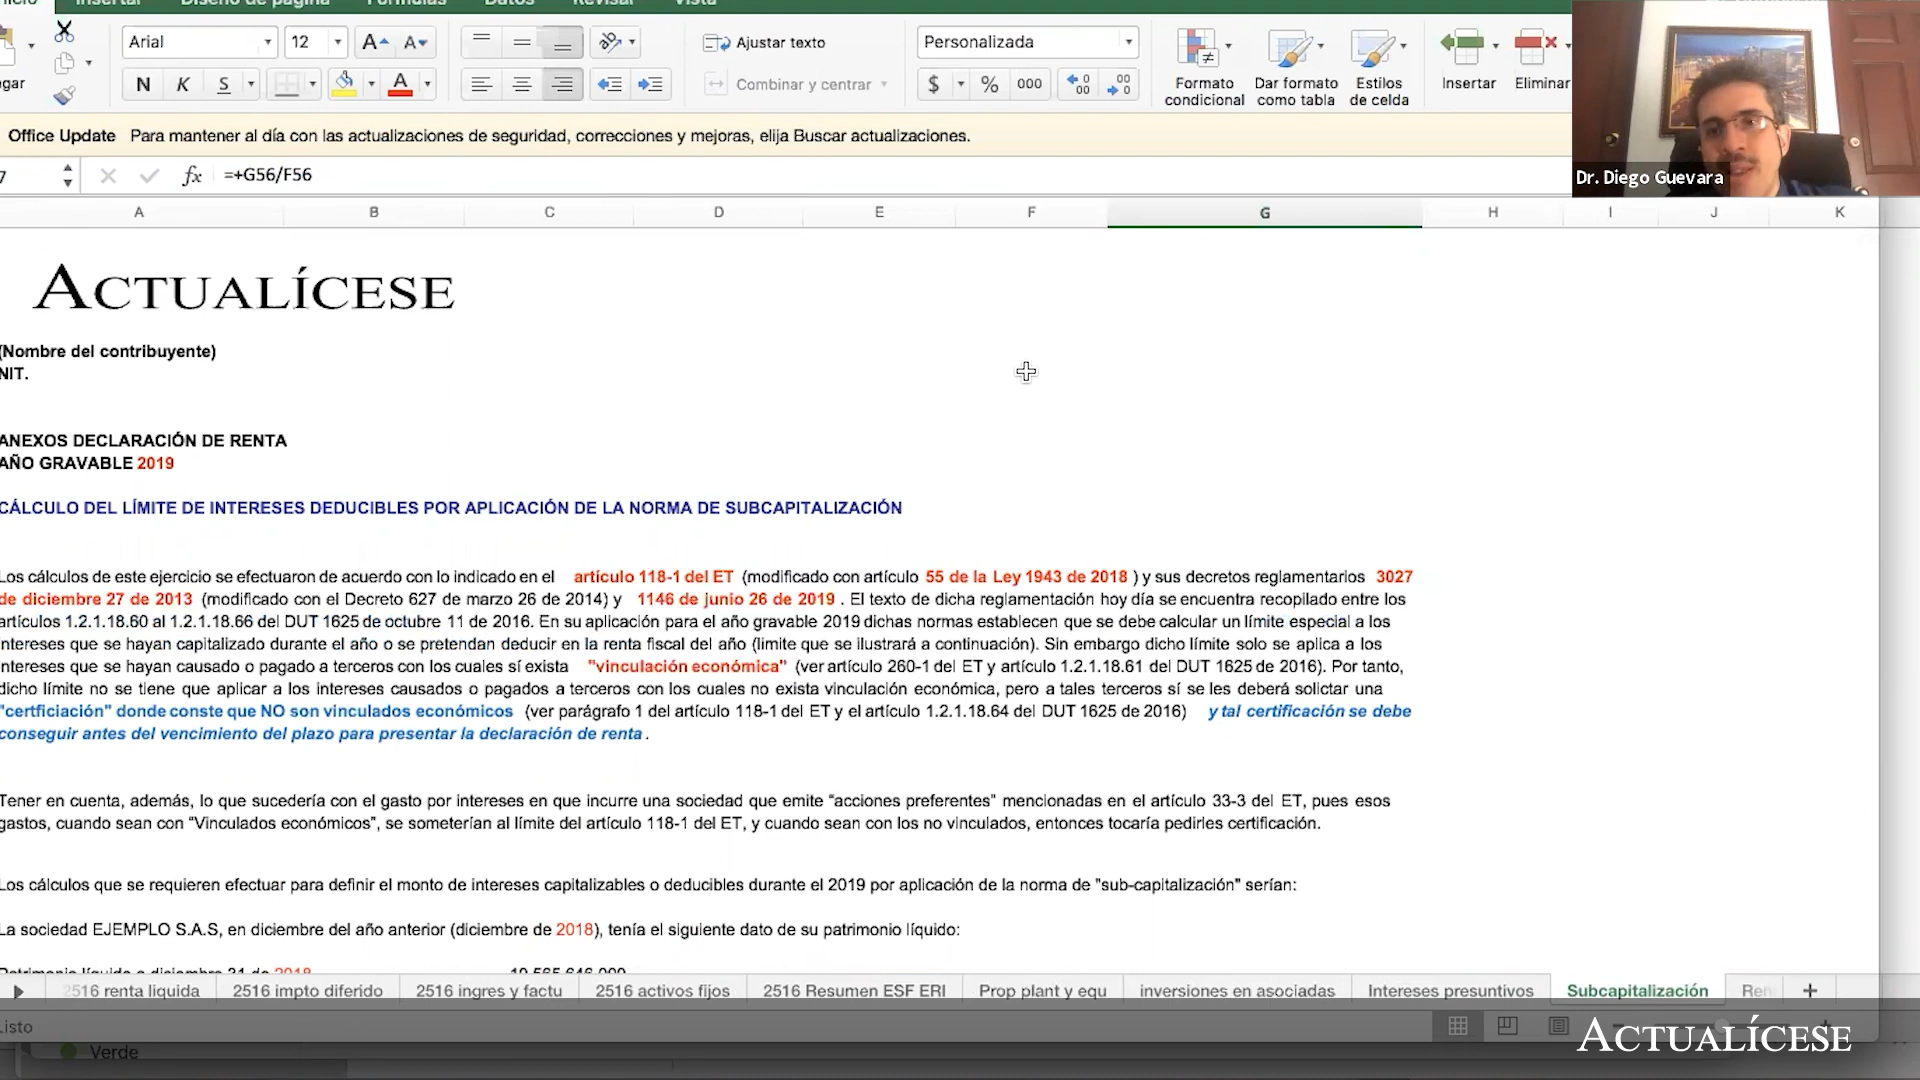 Insertar Diseño de página Fórmulas Datos Revisar Vista
Arial 12 Ajustar texto Personalizada
N K S A Combinar y centrar $ % 000
Formato condicional
Dar formato como tabla
Estilos de celda
Insertar
Eliminar
Office Update Para mantener al día con las actualizaciones de seguridad, correcciones y mejoras, elija Buscar actualizaciones.
Dr. Diego Guevara
fx =+G56/F56
A B C D E F G H I J K
ACTUALÍCESE
(Nombre del contribuyente)
NIT.
ANEXOS DECLARACIÓN DE RENTA
AÑO GRAVABLE 2019
CÁLCULO DEL LÍMITE DE INTERESES DEDUCIBLES POR APLICACIÓN DE LA NORMA DE SUBCAPITALIZACIÓN
Los cálculos de este ejercicio se efectuaron de acuerdo con lo indicado en el artículo 118-1 del ET (modificado con artículo 55 de la Ley 1943 de 2018 ) y sus decretos reglamentarios 3027
de diciembre 27 de 2013 (modificado con el Decreto 627 de marzo 26 de 2014) y 1146 de junio 26 de 2019 . El texto de dicha reglamentación hoy día se encuentra recopilado entre los
artículos 1.2.1.18.60 al 1.2.1.18.66 del DUT 1625 de octubre 11 de 2016. En su aplicación para el año gravable 2019 dichas normas establecen que se debe calcular un límite especial a los
intereses que se hayan capitalizado durante el año o se pretendan deducir en la renta fiscal del año (limite que se ilustrará a continuación). Sin embargo dicho límite solo se aplica a los
intereses que se hayan causado o pagado a terceros con los cuales sí exista "vinculación económica" (ver artículo 260-1 del ET y artículo 1.2.1.18.61 del DUT 1625 de 2016). Por tanto,
dicho límite no se tiene que aplicar a los intereses causados o pagados a terceros con los cuales no exista vinculación económica, pero a tales terceros sí se les deberá solictar una
"certficiación" donde conste que NO son vinculados económicos (ver parágrafo 1 del artículo 118-1 del ET y el artículo 1.2.1.18.64 del DUT 1625 de 2016) y tal certificación se debe
conseguir antes del vencimiento del plazo para presentar la declaración de renta .
Tener en cuenta, además, lo que sucedería con el gasto por intereses en que incurre una sociedad que emite “acciones preferentes” mencionadas en el artículo 33-3 del ET, pues esos
gastos, cuando sean con “Vinculados económicos”, se someterían al límite del artículo 118-1 del ET, y cuando sean con los no vinculados, entonces tocaría pedirles certificación.
Los cálculos que se requieren efectuar para definir el monto de intereses capitalizables o deducibles durante el 2019 por aplicación de la norma de "sub-capitalización" serían:
La sociedad EJEMPLO S.A.S, en diciembre del año anterior (diciembre de 2018), tenía el siguiente dato de su patrimonio líquido:
Patrimonio líquido a diciembre 31 de 2018 10.565.646.000
2516 renta liquida 2516 impto diferido 2516 ingres y factu 2516 activos fijos 2516 Resumen ESF ERI Prop plant y equ inversiones en asociadas Intereses presuntivos Subcapitalización Ren
Listo
Verde
ACTUALÍCESE